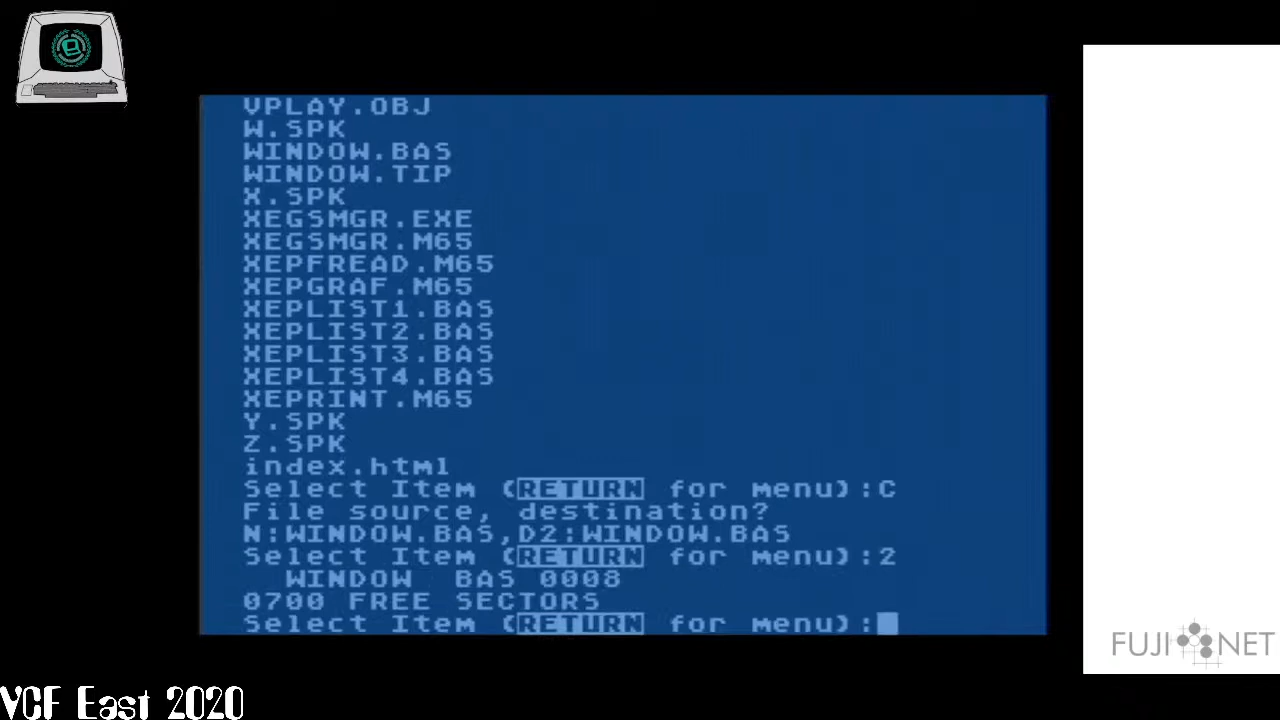 VPLAY.OBJ
W.SPK
WINDOW.BAS
WINDOW.TIP
X.SPK
XEGSMGR.EXE
XEGSMGR.M65
XEPFREAD.M65
XEPGRAF.M65
XEPLIST1.BAS
XEPLIST2.BAS
XEPLIST3.BAS
XEPLIST4.BAS
XEPRINT.M65
Y.SPK
Z.SPK
index.html
Select Item (RETURN for menu):C
File source, destination?
N:WINDOW.BAS,D2:WINDOW.BAS
Select Item (RETURN for menu):2
WINDOW BAS 0008
0700 FREE SECTORS
Select Item (RETURN for menu):
FUJI NET
VCF East 2020